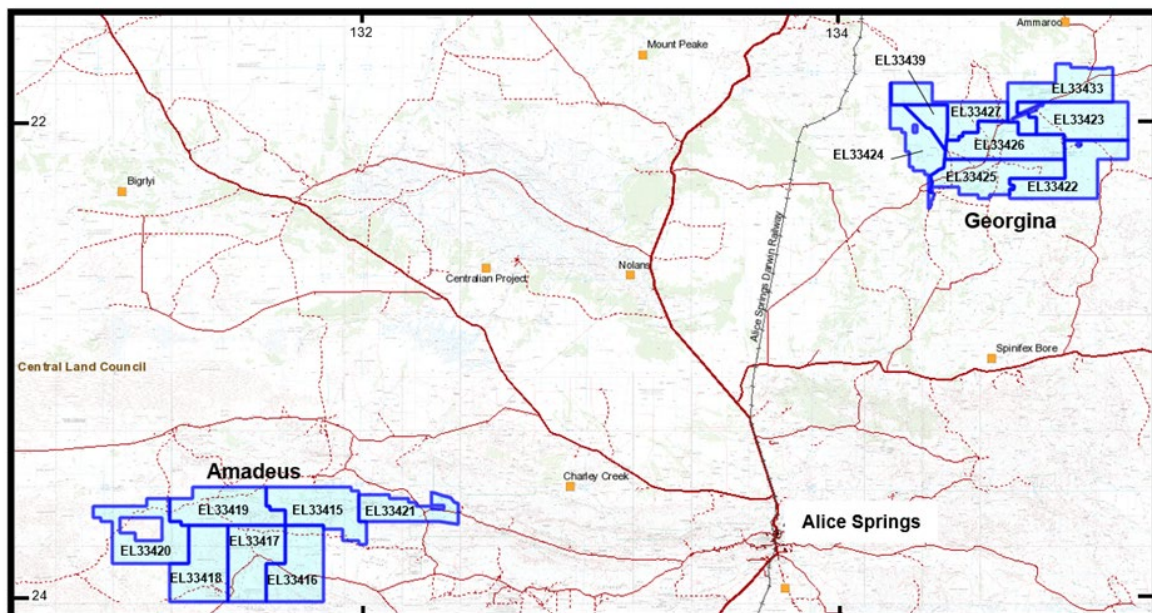 132
134
Ammaroo
Mount Peake
EL33439
EL33433
EL33427
EL33423
22
EL33426
EL33424
EL33425
EL33422
Bigrlyi
Georgina
Alice Springs Darwin Railway
Nolans
Centralian Project
Spinifex Bore
Central Land Council
Amadeus
Charley Creek
EL33419
EL33415
EL33421
Alice Springs
EL33417
EL33420
EL33418
EL33416
24